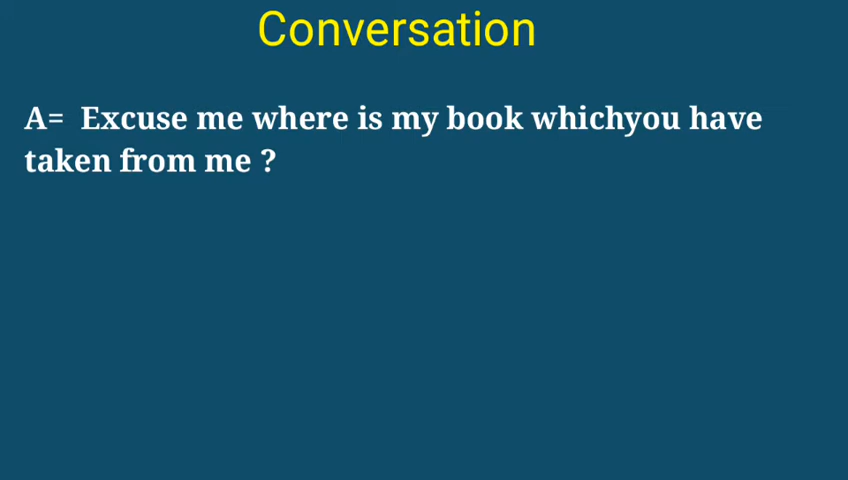 Conversation
A= Excuse me where is my book whichyou have
taken from me ?